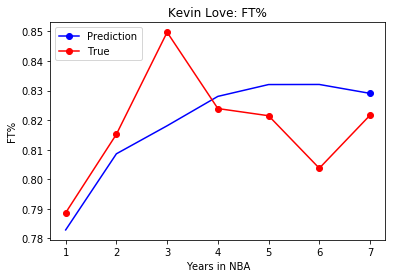 Kevin Love: FT%
Prediction
True
0.85
0.84
0.83
0.82
0.81
0.80
0.79
0.78
FT%
1 2 3 4 5 6 7
Years in NBA